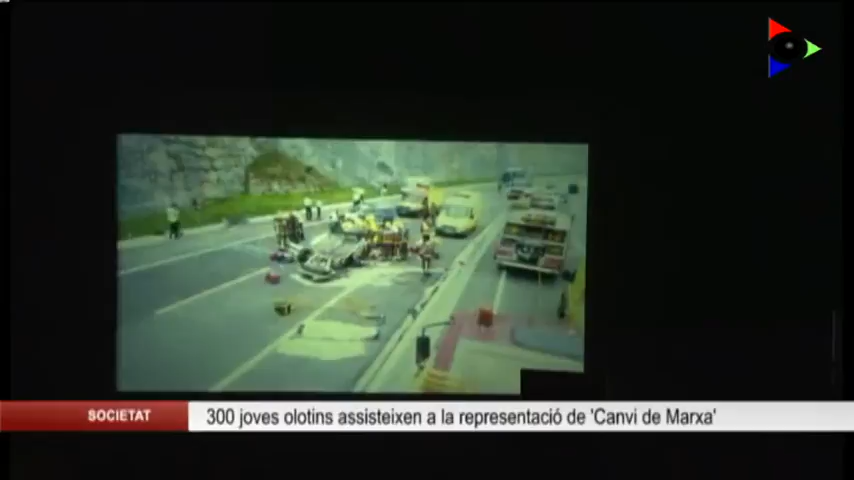 SOCIETAT
300 joves olotins assisteixen a la representació de 'Canvi de Marxa'